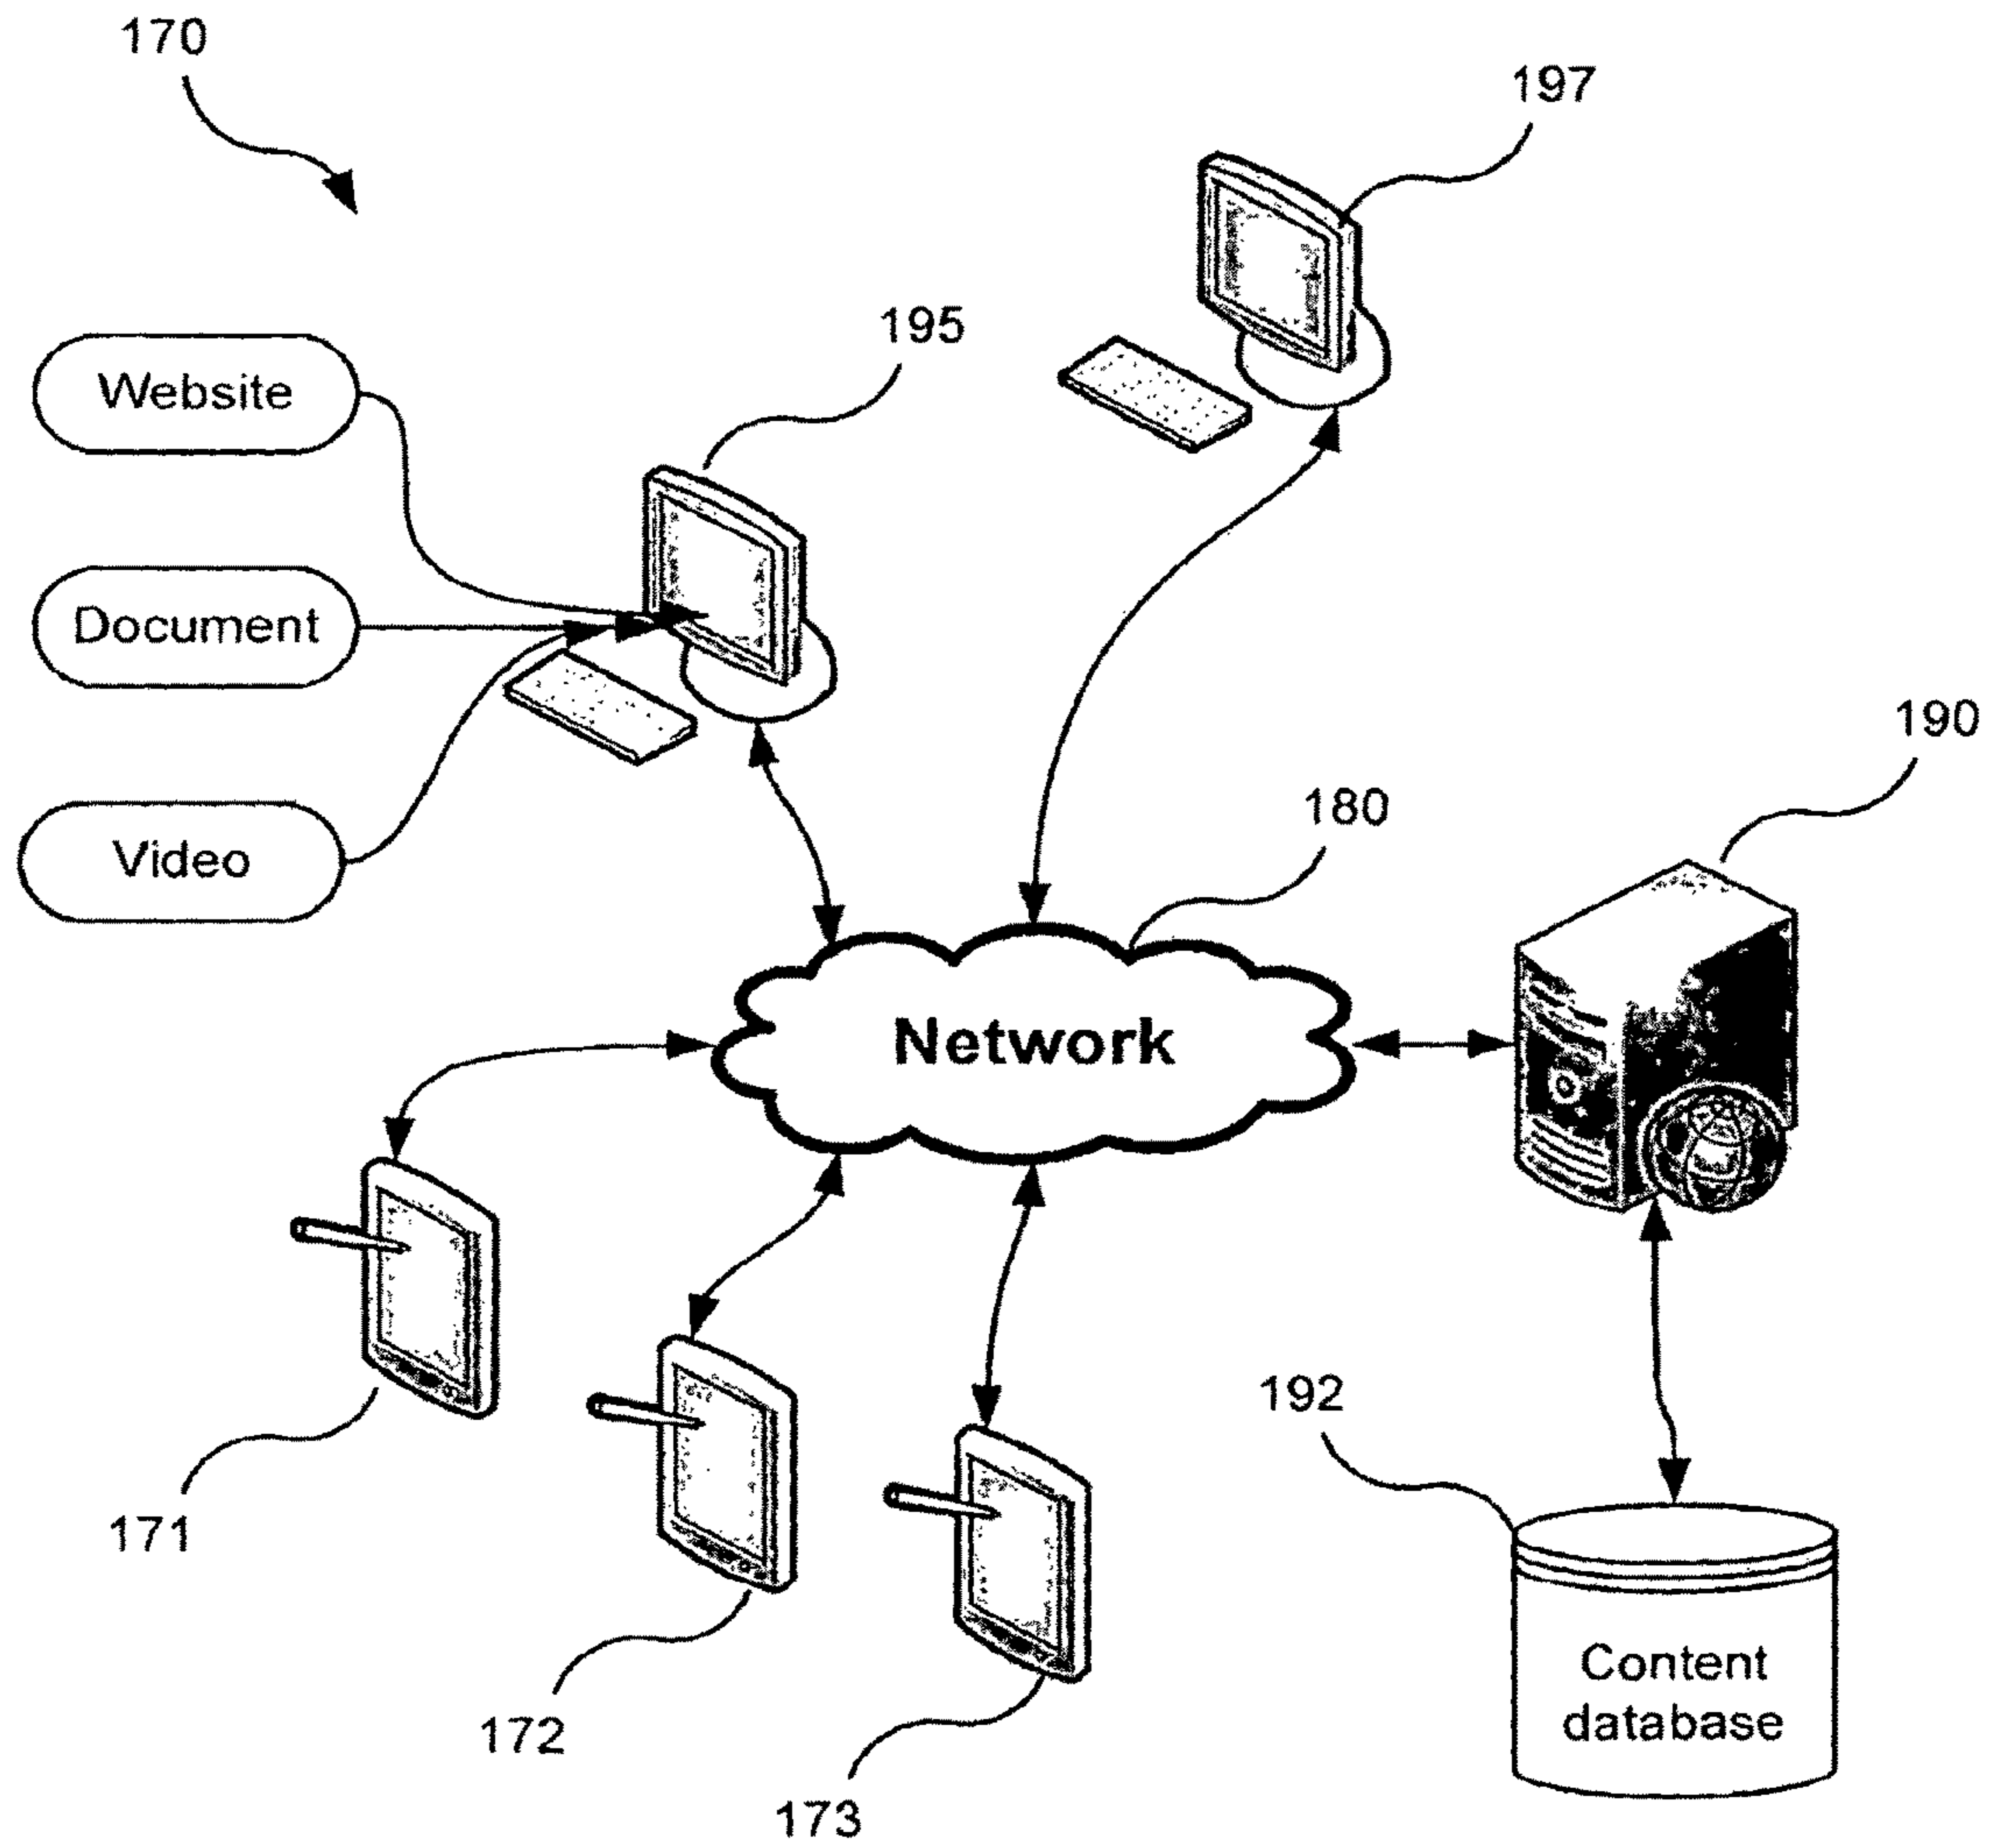 170
197
195
Website
Document
190
180
Video
Network
171
192
172
Content
database
173